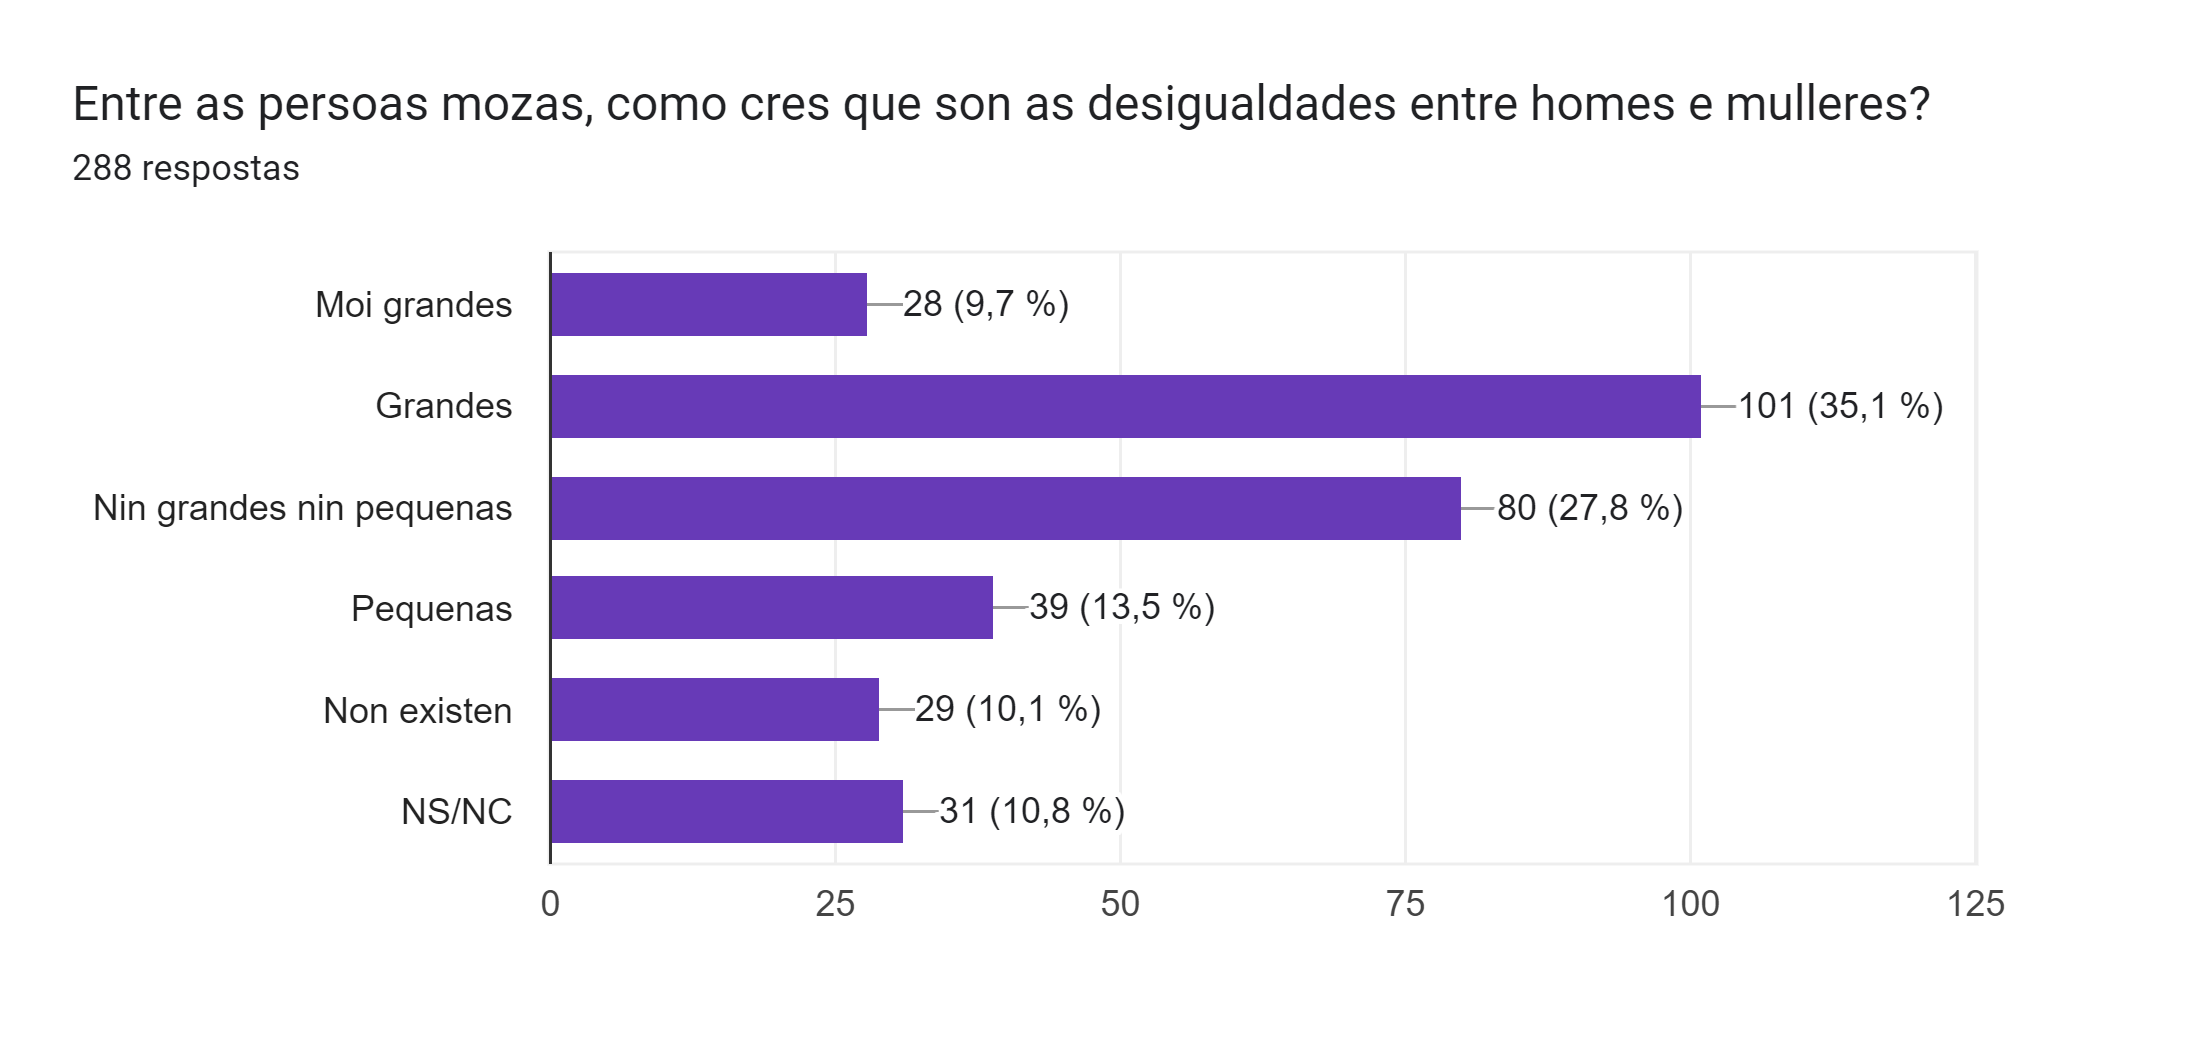 Entre as persoas mozas, como cres que son as desigualdades entre homes e mulleres?
288 respostas
Moi grandes
28 (9,7 %)
Grandes
101 (35,1 %)
Nin grandes nin pequenas
80 (27,8 %)
Pequenas
39 (13,5 %)
Non existen
29 (10,1 %)
NS/NC
31 (10,8 %)
0 25 50 75 100 125